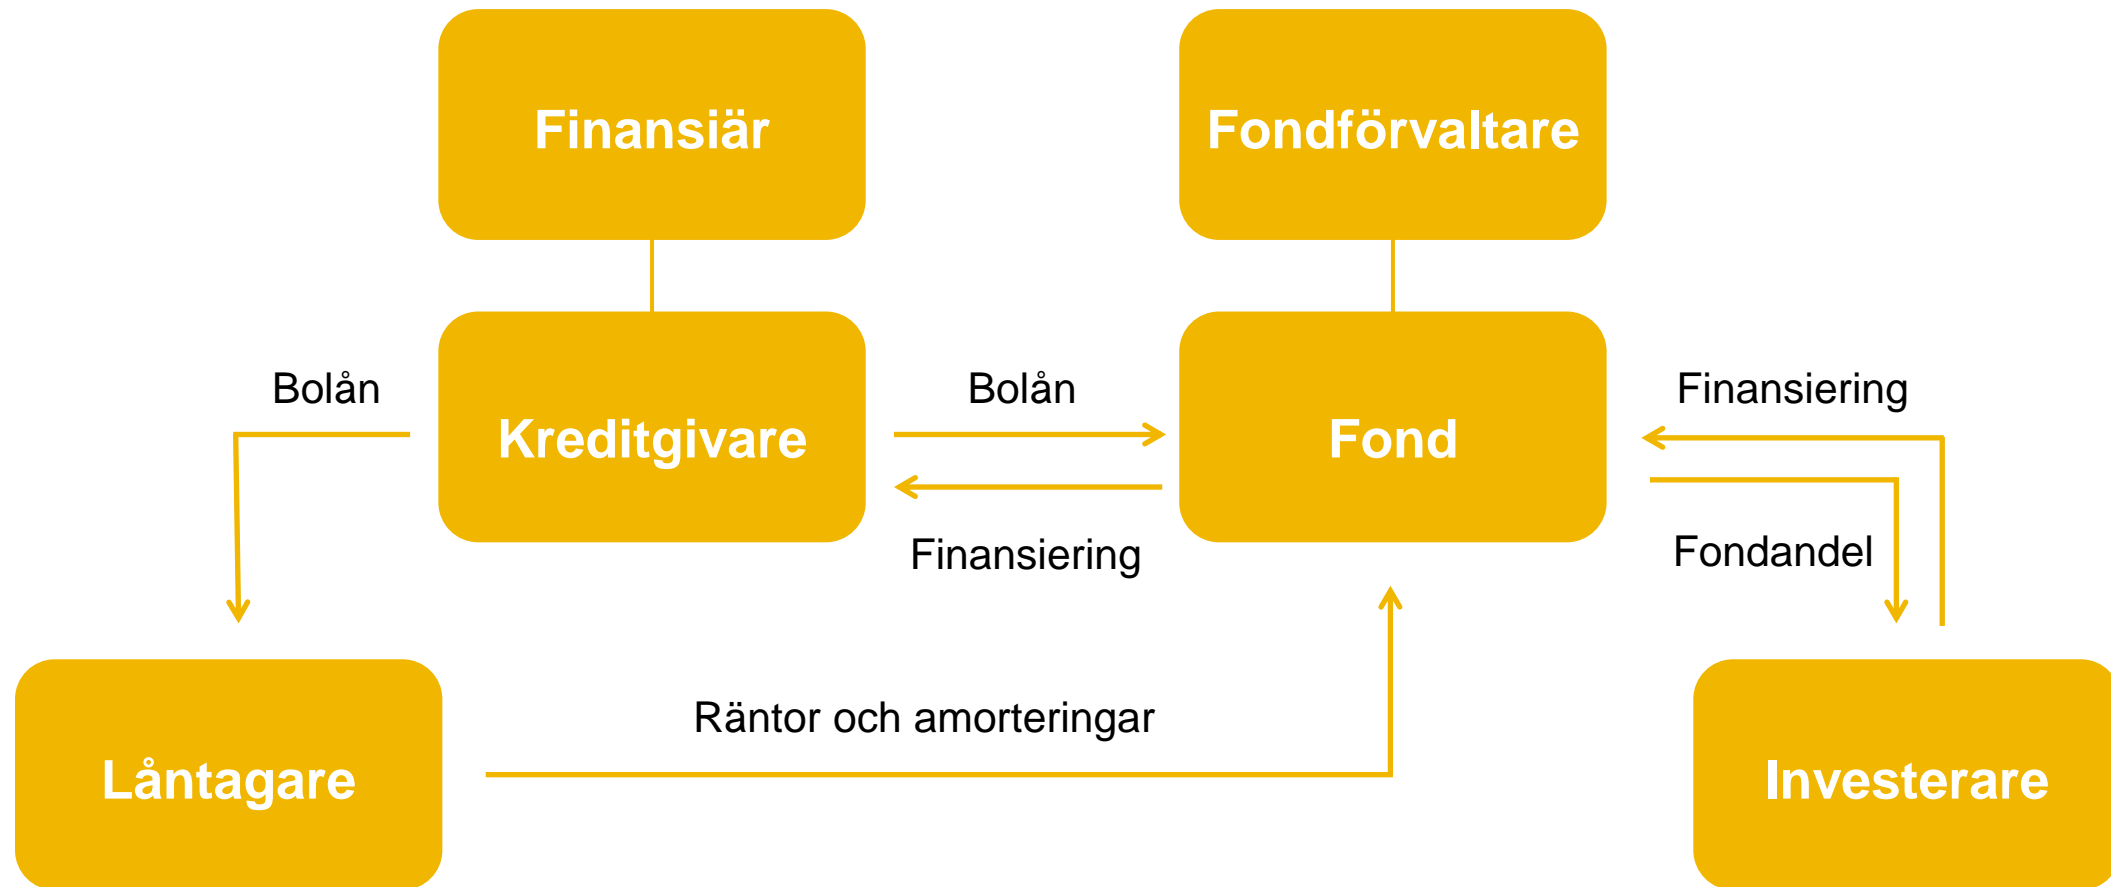 Finansiär
Fondförvaltare
Bolån
Bolån
Finansiering
Kreditgivare
Fond
Finansiering
Fondandel
Räntor och amorteringar
Låntagare
Investerare